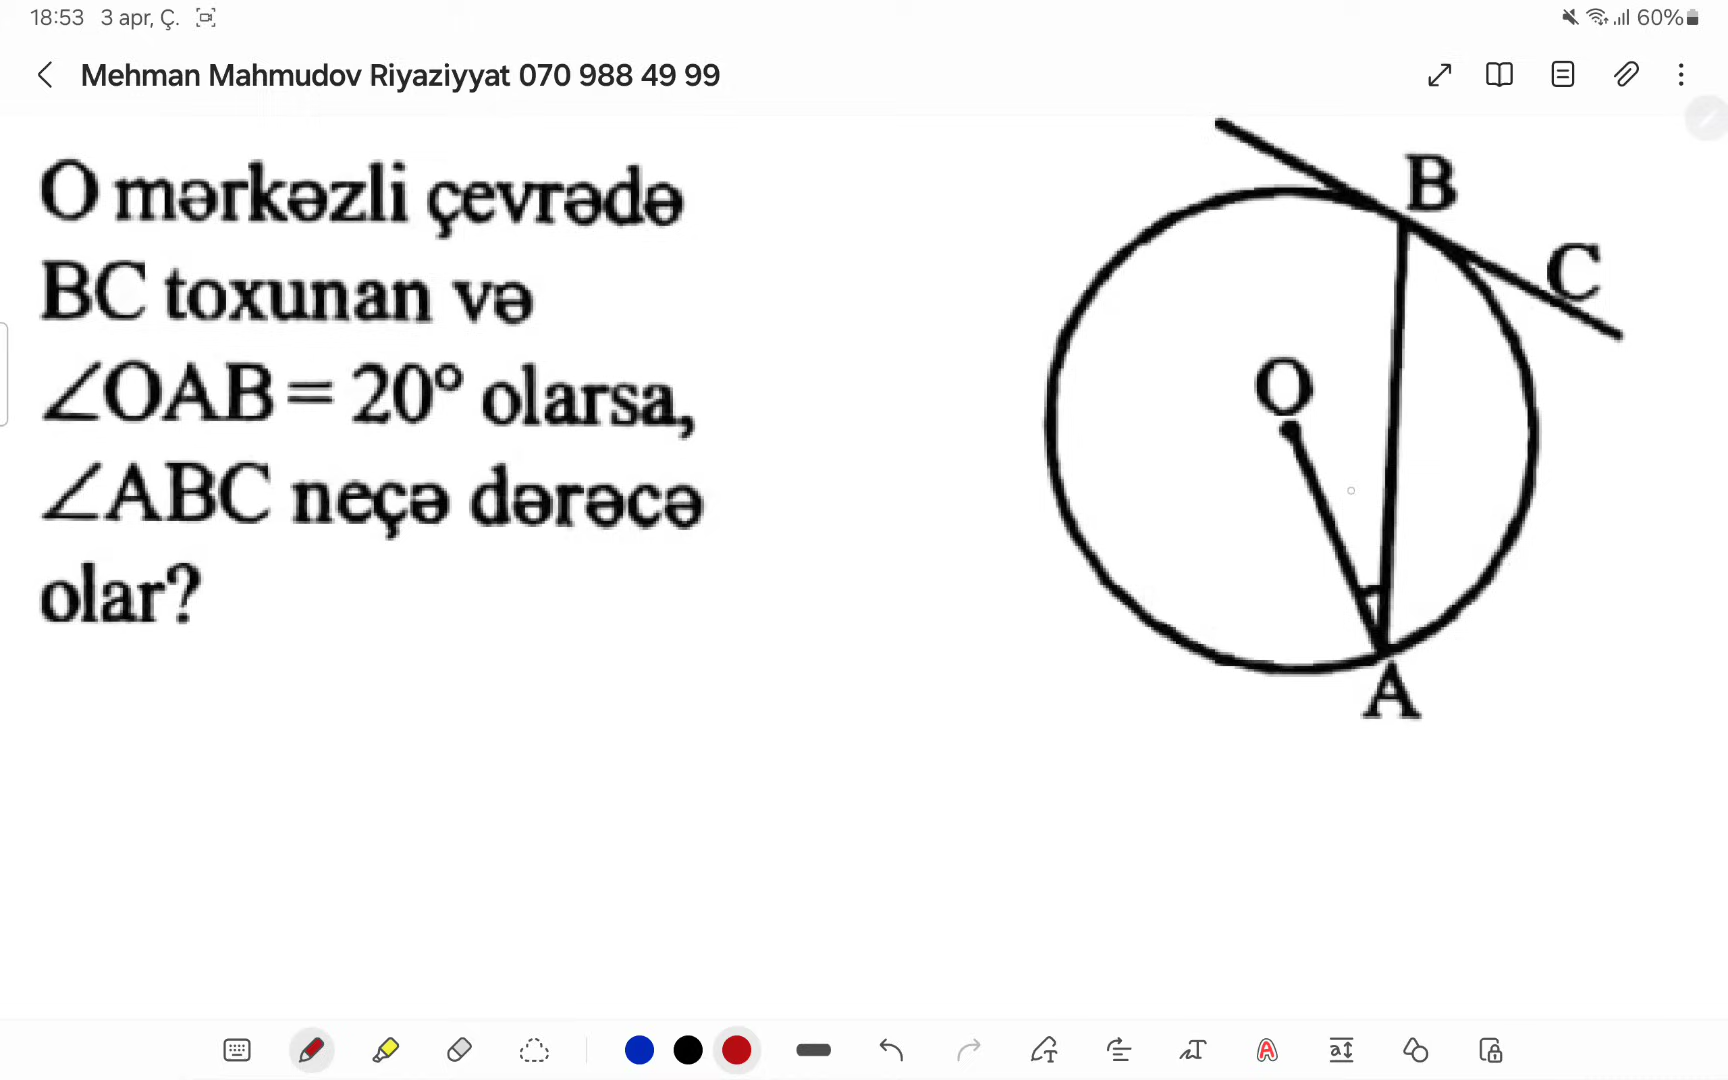 18:53 3 apr, Ç. 60%
Mehman Mahmudov Riyaziyyat 070 988 49 99
O mərkəzli çevrədə
BC toxunan və
∠OAB = 20° olarsa,
∠ABC neçə dərəcə
olar?
B
C
O
A